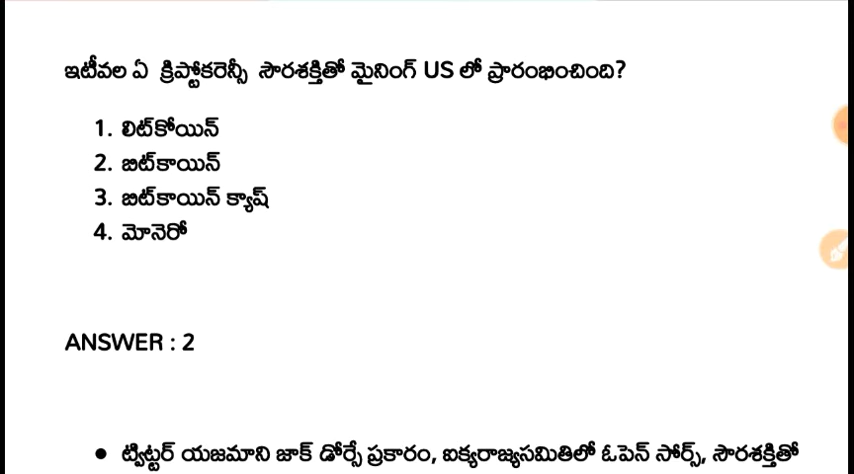 ఇటీవల ఏ క్రిప్టోకరెన్సీ సౌరశక్తితో మైనింగ్ US లో ప్రారంభించింది?
1. లిట్‌కోయిన్
2. బిట్‌కాయిన్
3. బిట్‌కాయిన్ క్యాష్
4. మోనెరో
ANSWER : 2
• ట్విట్టర్ యజమాని జాక్ డోర్సే ప్రకారం, ఐక్యరాజ్యసమితిలో ఓపెన్ సోర్స్, సౌరశక్తితో